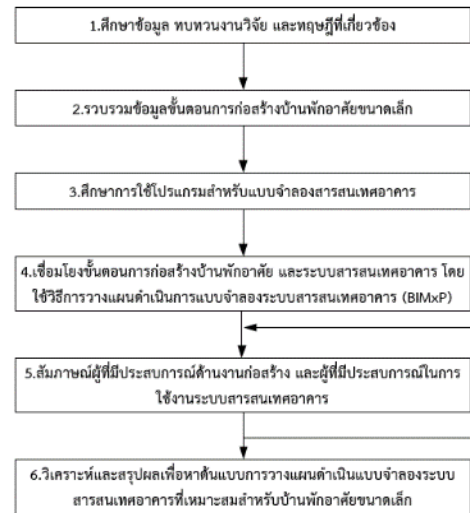 1.ศึกษาข้อมูล ทบทวนงานวิจัย และทฤษฎีที่เกี่ยวข้อง
2.รวบรวมข้อมูลขั้นตอนการก่อสร้างบ้านพักอาศัยขนาดเล็ก
3.ศึกษาการใช้โปรแกรมสำหรับแบบจำลองสารสนเทศอาคาร
4.เชื่อมโยงขั้นตอนการก่อสร้างบ้านพักอาศัย และระบบสารสนเทศอาคาร โดย
ใช้วิธีการวางแผนดำเนินการแบบจำลองระบบสารสนเทศอาคาร (BIMxP)
5.สัมภาษณ์ผู้ที่มีประสบการณ์ด้านงานก่อสร้าง และผู้ที่มีประสบการณ์ในการ
ใช้งานระบบสารสนเทศอาคาร
6.วิเคราะห์และสรุปผลเพื่อหาต้นแบบการวางแผนดำเนินแบบจำลองระบบ
สารสนเทศอาคารที่เหมาะสมสำหรับบ้านพักอาศัยขนาดเล็ก